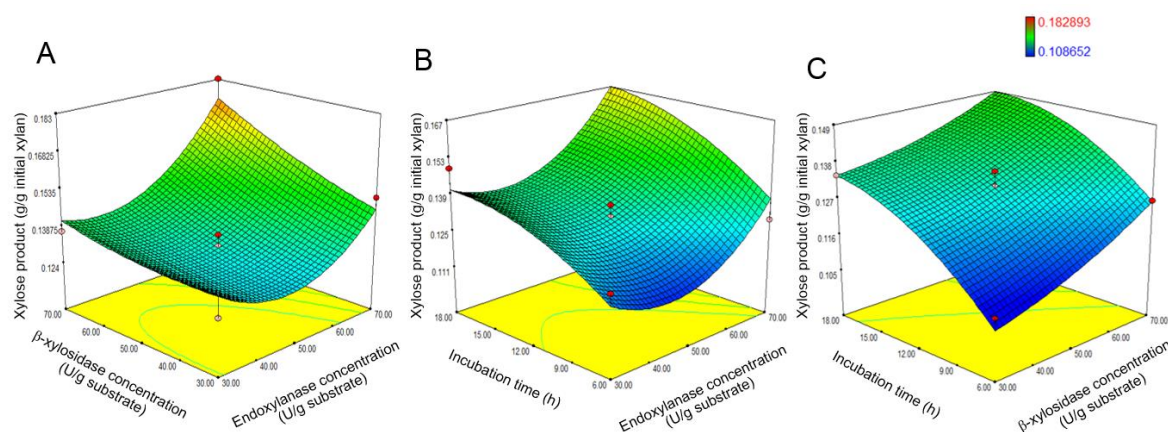 0.182893
0.108652
A
B
C
Xylose product (g/g initial xylan)
0.183
0.16825
0.1535
0.13875
0.124
70.00
60.00
50.00
40.00
30.00
30.00
40.00
50.00
60.00
70.00
β-xylosidase concentration
(U/g substrate)
Endoxylanase concentration
(U/g substrate)
Xylose product (g/g initial xylan)
0.167
0.153
0.139
0.125
0.111
18.00
15.00
12.00
9.00
6.00
30.00
40.00
50.00
60.00
70.00
Incubation time (h)
Endoxylanase concentration
(U/g substrate)
Xylose product (g/g initial xylan)
0.149
0.138
0.127
0.116
0.105
18.00
15.00
12.00
9.00
6.00
30.00
40.00
50.00
60.00
70.00
Incubation time (h)
β-xylosidase concentration
(U/g substrate)